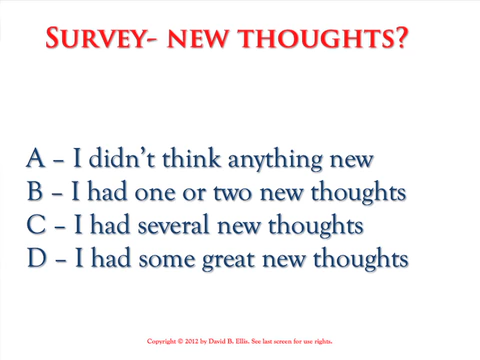 Survey- new thoughts?
A – I didn't think anything new
B – I had one or two new thoughts
C – I had several new thoughts
D – I had some great new thoughts
Copyright © 2012 by David B. Ellis. See last screen for use rights.